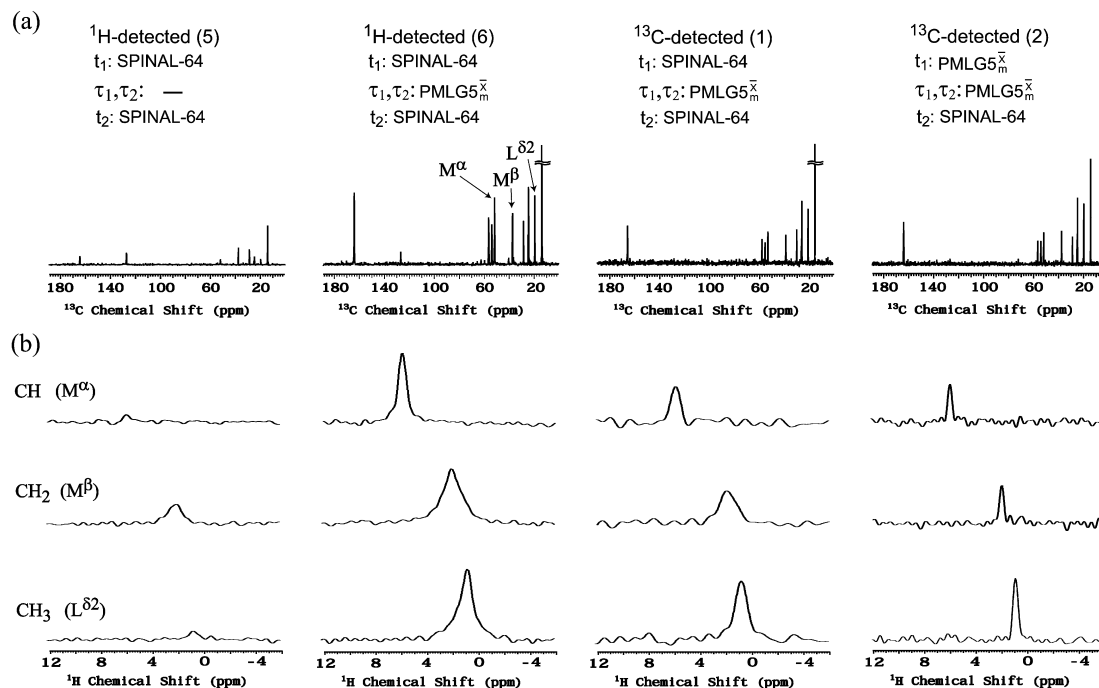 (a)
¹H-detected (5)
t₁: SPINAL-64
τ₁,τ₂: —
t₂: SPINAL-64
¹H-detected (6)
t₁: SPINAL-64
τ₁,τ₂: PMLG5m x̄
t₂: SPINAL-64
¹³C-detected (1)
t₁: SPINAL-64
τ₁,τ₂: PMLG5m x̄
t₂: SPINAL-64
¹³C-detected (2)
t₁: PMLG5m x̄
τ₁,τ₂: PMLG5m x̄
t₂: SPINAL-64
Mα
Mβ
Lδ2
180 140 100 60 20
180 140 100 60 20
180 140 100 60 20
180 140 100 60 20
¹³C Chemical Shift (ppm)
¹³C Chemical Shift (ppm)
¹³C Chemical Shift (ppm)
¹³C Chemical Shift (ppm)
(b)
CH (Mα)
CH₂ (Mβ)
CH₃ (Lδ2)
12 8 4 0 -4
12 8 4 0 -4
12 8 4 0 -4
12 8 4 0 -4
¹H Chemical Shift (ppm)
¹H Chemical Shift (ppm)
¹H Chemical Shift (ppm)
¹H Chemical Shift (ppm)